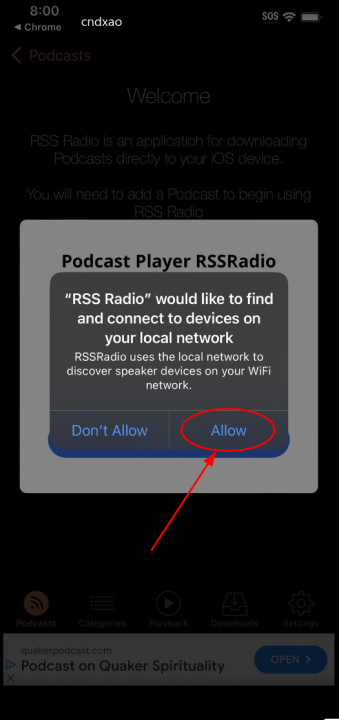 8:00
SOS
◄ Chrome
cndxao
Podcasts
Welcome
RSS Radio is an application for downloading
Podcasts directly to your iOS device.
You will need to add a Podcast to begin using
RSS Radio
Podcast Player RSSRadio
“RSS Radio” would like to find
and connect to devices on
your local network
RSSRadio uses the local network to
discover speaker devices on your WiFi
network.
Don’t Allow
Allow
Podcasts
Categories
Playback
Downloads
Settings
quakerpodcast.com
Podcast on Quaker Spirituality
OPEN >